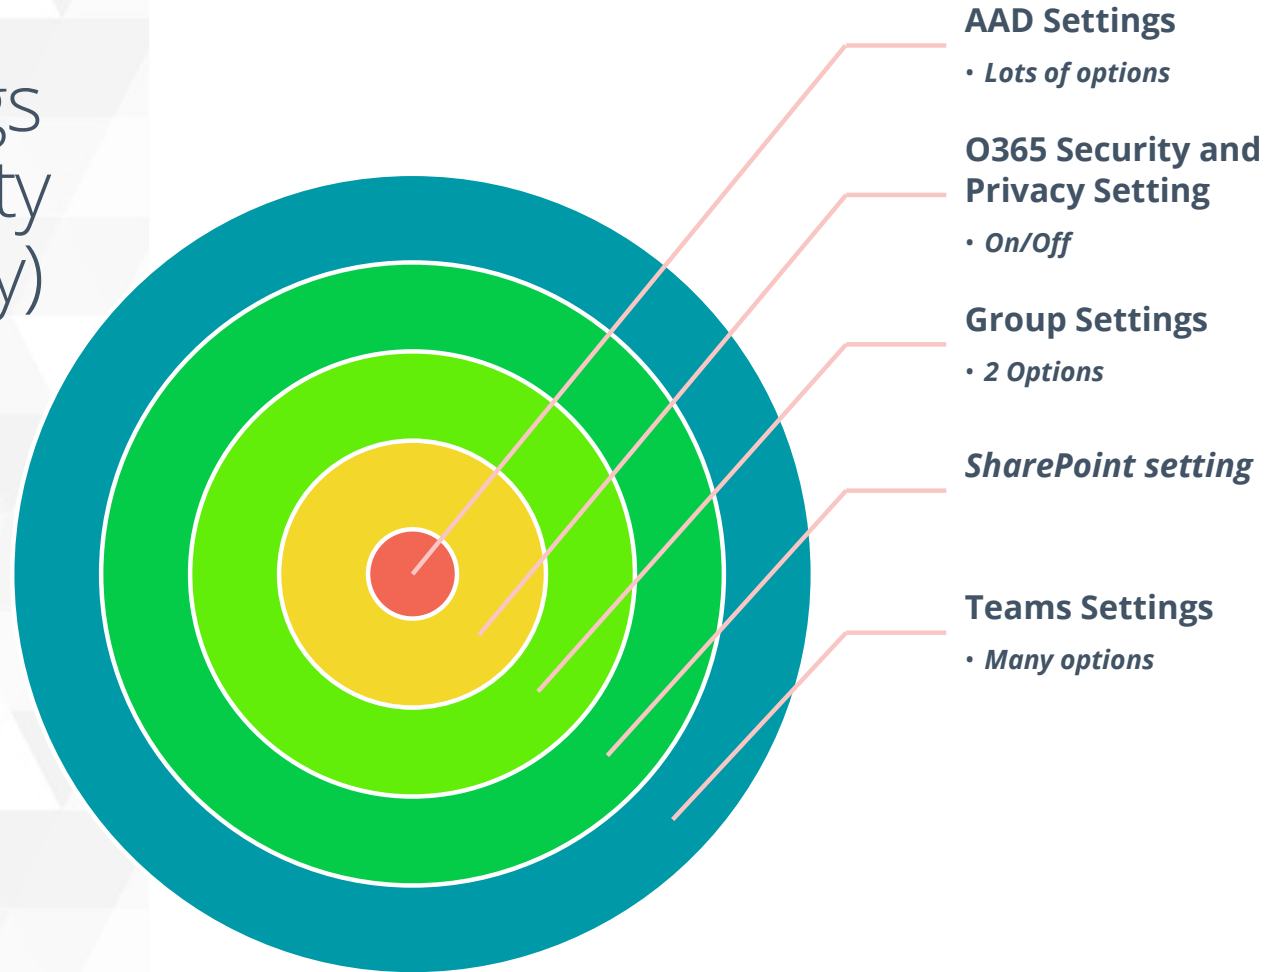 AAD Settings
• Lots of options
O365 Security and
Privacy Setting
• On/Off
Group Settings
• 2 Options
SharePoint setting
Teams Settings
• Many options